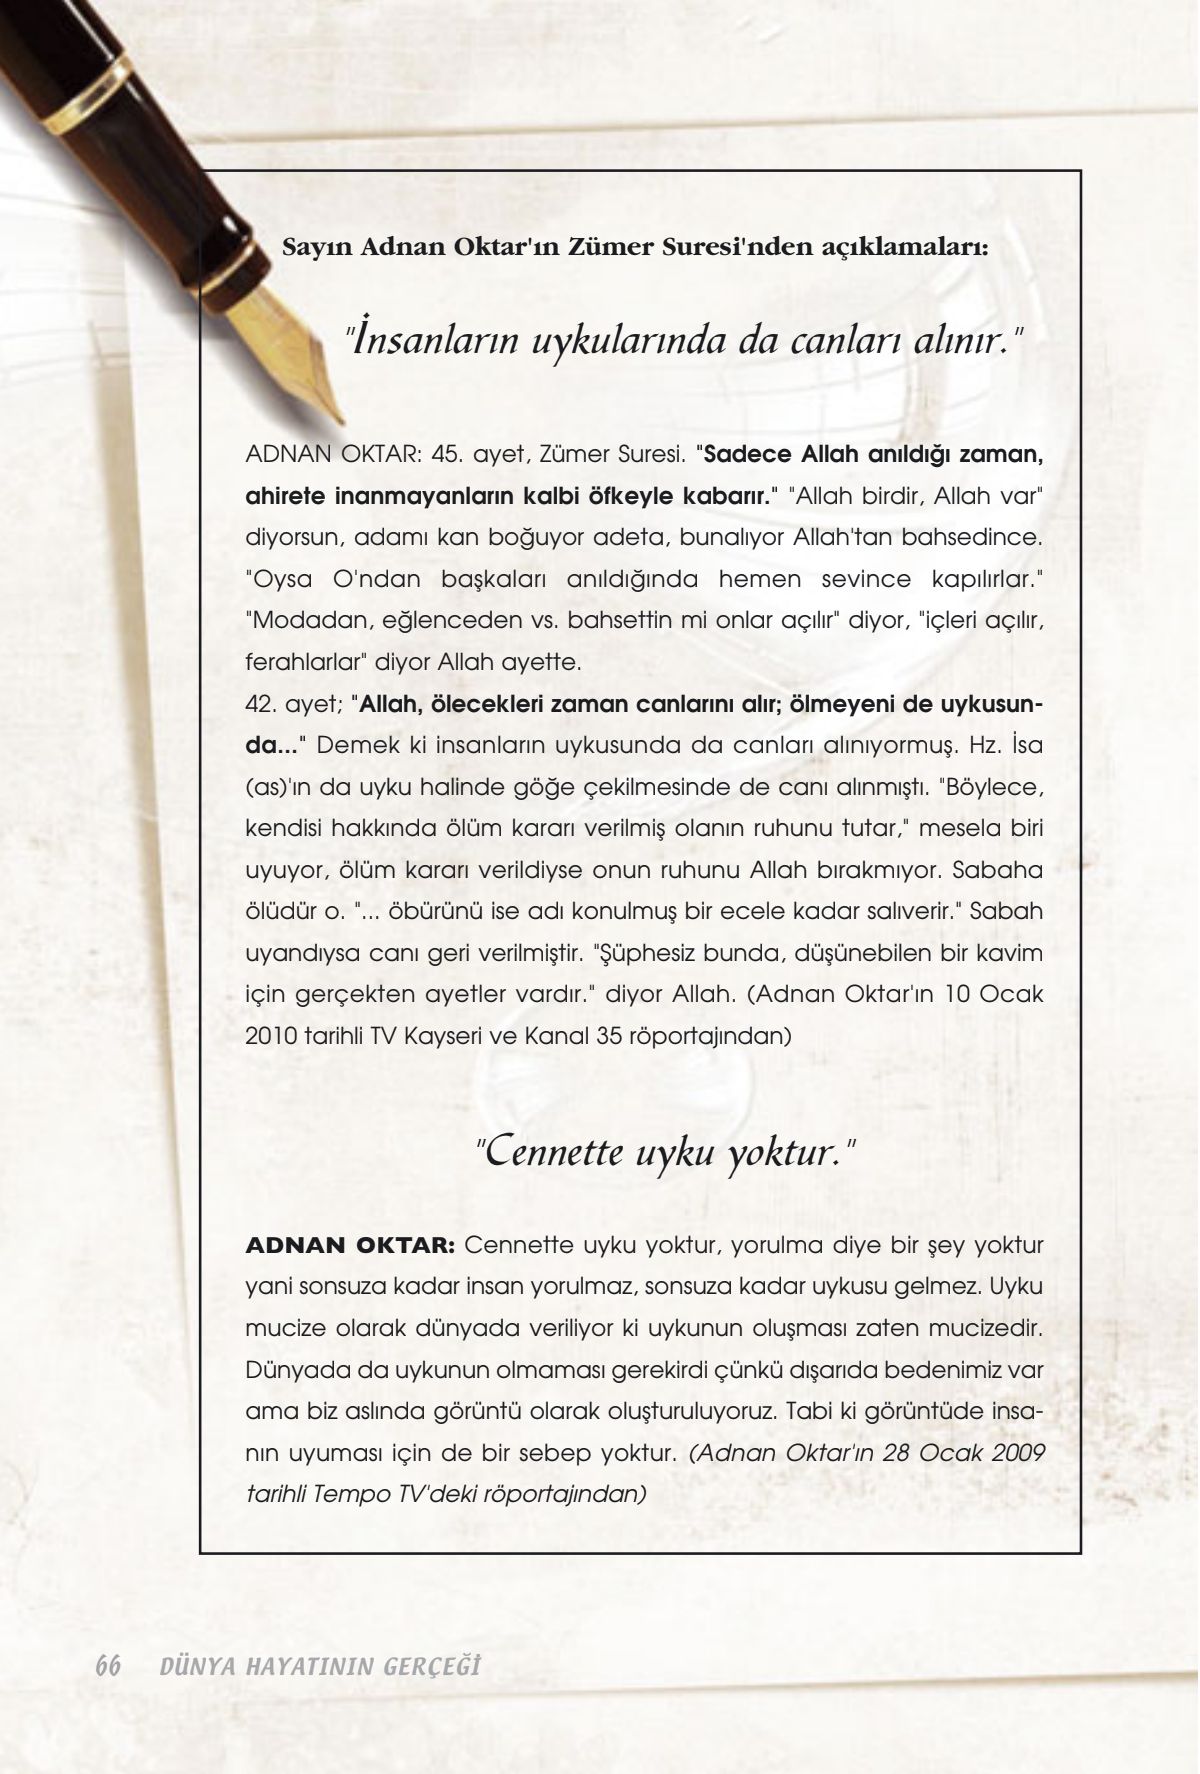 Sayın Adnan Oktar'ın Zümer Suresi'nden açıklamaları:
"İnsanların uykularında da canları alınır."
ADNAN OKTAR: 45. ayet, Zümer Suresi. "Sadece Allah anıldığı zaman,
ahirete inanmayanların kalbi öfkeyle kabarır." "Allah birdir, Allah var"
diyorsun, adamı kan boğuyor adeta, bunalıyor Allah'tan bahsedince.
"Oysa O'ndan başkaları anıldığında hemen sevince kapılırlar."
"Modadan, eğlenceden vs. bahsettin mi onlar açılır" diyor, "içleri açılır,
ferahlarlar" diyor Allah ayette.
42. ayet; "Allah, ölecekleri zaman canlarını alır; ölmeyeni de uykusun-
da..." Demek ki insanların uykusunda da canları alınıyormuş. Hz. İsa
(as)'ın da uyku halinde göğe çekilmesinde de canı alınmıştı. "Böylece,
kendisi hakkında ölüm kararı verilmiş olanın ruhunu tutar," mesela biri
uyuyor, ölüm kararı verildiyse onun ruhunu Allah bırakmıyor. Sabaha
ölüdür o. "... öbürünü ise adı konulmuş bir ecele kadar salıverir." Sabah
uyandıysa canı geri verilmiştir. "Şüphesiz bunda, düşünebilen bir kavim
için gerçekten ayetler vardır." diyor Allah. (Adnan Oktar'ın 10 Ocak
2010 tarihli TV Kayseri ve Kanal 35 röportajından)
"Cennette uyku yoktur."
ADNAN OKTAR: Cennette uyku yoktur, yorulma diye bir şey yoktur
yani sonsuza kadar insan yorulmaz, sonsuza kadar uykusu gelmez. Uyku
mucize olarak dünyada veriliyor ki uykunun oluşması zaten mucizedir.
Dünyada da uykunun olmaması gerekirdi çünkü dışarıda bedenimiz var
ama biz aslında görüntü olarak oluşturuluyoruz. Tabi ki görüntüde insa-
nın uyuması için de bir sebep yoktur. (Adnan Oktar'ın 28 Ocak 2009
tarihli Tempo TV'deki röportajından)
66 DÜNYA HAYATININ GERÇEĞİ